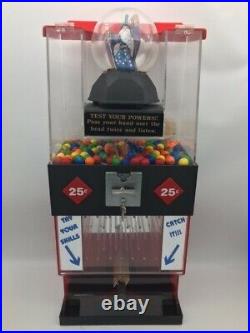 TEST YOUR POWERS!
Pass your hand over the
head twice and listen.
25¢
25¢
TRY
YOUR
SKILLS
CATCH
IT!!!